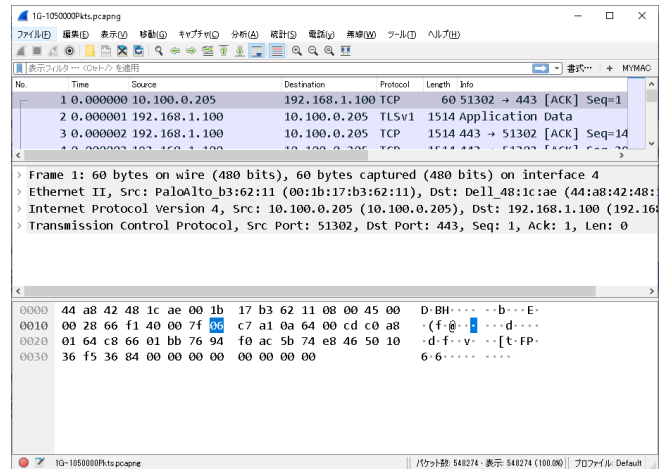 1G-1050000Pkts.pcapng
ファイル(F) 編集(E) 表示(V) 移動(G) キャプチャ(C) 分析(A) 統計(S) 電話(y) 無線(W) ツール(T) ヘルプ(H)
表示フィルタ … <Ctrl-/> を適用 書式… + MYMAC
No. Time Source Destination Protocol Length Info
1 0.000000 10.100.0.205 192.168.1.100 TCP 60 51302 → 443 [ACK] Seq=1
2 0.000001 192.168.1.100 10.100.0.205 TLSv1 1514 Application Data
3 0.000002 192.168.1.100 10.100.0.205 TCP 1514 443 → 51302 [ACK] Seq=14
> Frame 1: 60 bytes on wire (480 bits), 60 bytes captured (480 bits) on interface 4
> Ethernet II, Src: PaloAlto_b3:62:11 (00:1b:17:b3:62:11), Dst: Dell_48:1c:ae (44:a8:42:48:
> Internet Protocol Version 4, Src: 10.100.0.205 (10.100.0.205), Dst: 192.168.1.100 (192.16
> Transmission Control Protocol, Src Port: 51302, Dst Port: 443, Seq: 1, Ack: 1, Len: 0
0000 44 a8 42 48 1c ae 00 1b 17 b3 62 11 08 00 45 00 D·BH···· ··b···E·
0010 00 28 66 f1 40 00 7f 06 c7 a1 0a 64 00 cd c0 a8 ·(f·@··· ···d····
0020 01 64 c8 66 01 bb 76 94 f0 ac 5b 74 e8 46 50 10 ·d·f··v· ··[t·FP·
0030 36 f5 36 84 00 00 00 00 00 00 00 00 6·6····· ····
1G-1050000Pkts.pcapng パケット数: 548274 · 表示: 548274 (100.0%) プロファイル: Default